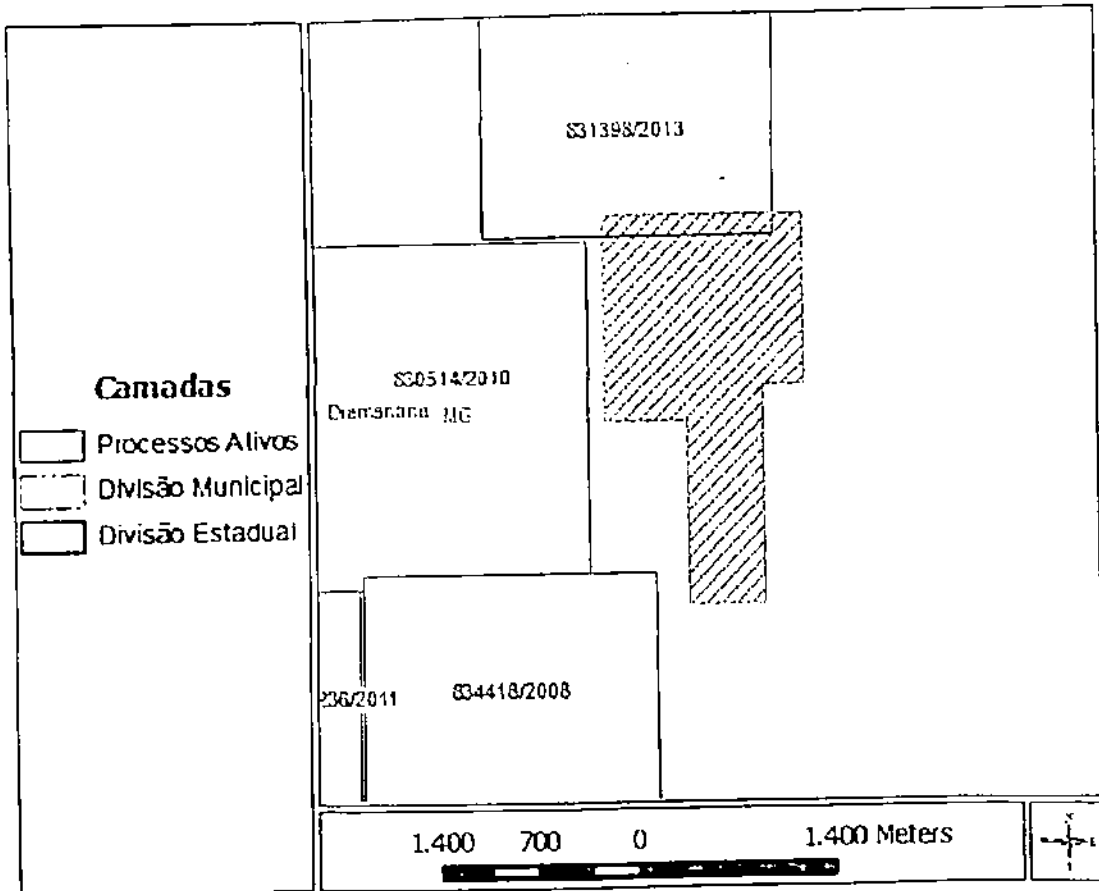 831398/2013
830514/2010
MG
Camadas
Processos Ativos
Divisão Municipal
Divisão Estadual
236/2011
834418/2008
1.400 700 0 1.400 Meters